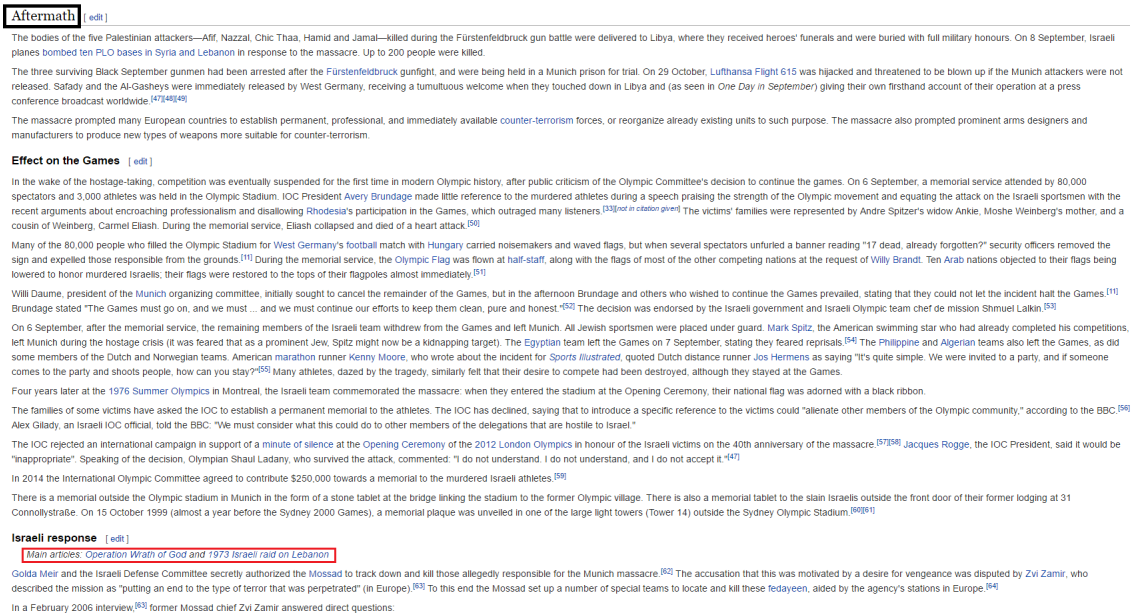 Aftermath [ edit ]
The bodies of the five Palestinian attackers—Afif, Nazzal, Chic Thaa, Hamid and Jamal—killed during the Fürstenfeldbruck gun battle were delivered to Libya, where they received heroes' funerals and were buried with full military honours. On 8 September, Israeli
planes bombed ten PLO bases in Syria and Lebanon in response to the massacre. Up to 200 people were killed.
The three surviving Black September gunmen had been arrested after the Fürstenfeldbruck gunfight, and were being held in a Munich prison for trial. On 29 October, Lufthansa Flight 615 was hijacked and threatened to be blown up if the Munich attackers were not
released. Safady and the Al-Gasheys were immediately released by West Germany, receiving a tumultuous welcome when they touched down in Libya and (as seen in One Day in September) giving their own firsthand account of their operation at a press
conference broadcast worldwide.[47][48][49]
The massacre prompted many European countries to establish permanent, professional, and immediately available counter-terrorism forces, or reorganize already existing units to such purpose. The massacre also prompted prominent arms designers and
manufacturers to produce new types of weapons more suitable for counter-terrorism.
Effect on the Games [ edit ]
In the wake of the hostage-taking, competition was eventually suspended for the first time in modern Olympic history, after public criticism of the Olympic Committee's decision to continue the games. On 6 September, a memorial service attended by 80,000
spectators and 3,000 athletes was held in the Olympic Stadium. IOC President Avery Brundage made little reference to the murdered athletes during a speech praising the strength of the Olympic movement and equating the attack on the Israeli sportsmen with the
recent arguments about encroaching professionalism and disallowing Rhodesia's participation in the Games, which outraged many listeners.[33][not in citation given] The victims' families were represented by Andre Spitzer's widow Ankie, Moshe Weinberg's mother, and a
cousin of Weinberg, Carmel Eliash. During the memorial service, Eliash collapsed and died of a heart attack.[50]
Many of the 80,000 people who filled the Olympic Stadium for West Germany's football match with Hungary carried noisemakers and waved flags, but when several spectators unfurled a banner reading "17 dead, already forgotten?" security officers removed the
sign and expelled those responsible from the grounds.[11] During the memorial service, the Olympic Flag was flown at half-staff, along with the flags of most of the other competing nations at the request of Willy Brandt. Ten Arab nations objected to their flags being
lowered to honor murdered Israelis; their flags were restored to the tops of their flagpoles almost immediately.[51]
Willi Daume, president of the Munich organizing committee, initially sought to cancel the remainder of the Games, but in the afternoon Brundage and others who wished to continue the Games prevailed, stating that they could not let the incident halt the Games.[11]
Brundage stated "The Games must go on, and we must ... and we must continue our efforts to keep them clean, pure and honest."[52] The decision was endorsed by the Israeli government and Israeli Olympic team chef de mission Shmuel Lalkin.[53]
On 6 September, after the memorial service, the remaining members of the Israeli team withdrew from the Games and left Munich. All Jewish sportsmen were placed under guard. Mark Spitz, the American swimming star who had already completed his competitions,
left Munich during the hostage crisis (it was feared that as a prominent Jew, Spitz might now be a kidnapping target). The Egyptian team left the Games on 7 September, stating they feared reprisals.[54] The Philippine and Algerian teams also left the Games, as did
some members of the Dutch and Norwegian teams. American marathon runner Kenny Moore, who wrote about the incident for Sports Illustrated, quoted Dutch distance runner Jos Hermens as saying "It's quite simple. We were invited to a party, and if someone
comes to the party and shoots people, how can you stay?"[55] Many athletes, dazed by the tragedy, similarly felt that their desire to compete had been destroyed, although they stayed at the Games.
Four years later at the 1976 Summer Olympics in Montreal, the Israeli team commemorated the massacre: when they entered the stadium at the Opening Ceremony, their national flag was adorned with a black ribbon.
The families of some victims have asked the IOC to establish a permanent memorial to the athletes. The IOC has declined, saying that to introduce a specific reference to the victims could "alienate other members of the Olympic community," according to the BBC.[56]
Alex Gilady, an Israeli IOC official, told the BBC: "We must consider what this could do to other members of the delegations that are hostile to Israel."
The IOC rejected an international campaign in support of a minute of silence at the Opening Ceremony of the 2012 London Olympics in honour of the Israeli victims on the 40th anniversary of the massacre.[57][58] Jacques Rogge, the IOC President, said it would be
"inappropriate". Speaking of the decision, Olympian Shaul Ladany, who survived the attack, commented: "I do not understand. I do not understand, and I do not accept it."[47]
In 2014 the International Olympic Committee agreed to contribute $250,000 towards a memorial to the murdered Israeli athletes.[59]
There is a memorial outside the Olympic stadium in Munich in the form of a stone tablet at the bridge linking the stadium to the former Olympic village. There is also a memorial tablet to the slain Israelis outside the front door of their former lodging at 31
Connollystraße. On 15 October 1999 (almost a year before the Sydney 2000 Games), a memorial plaque was unveiled in one of the large light towers (Tower 14) outside the Sydney Olympic Stadium.[60][61]
Israeli response [ edit ]
Main articles: Operation Wrath of God and 1973 Israeli raid on Lebanon
Golda Meir and the Israeli Defense Committee secretly authorized the Mossad to track down and kill those allegedly responsible for the Munich massacre.[62] The accusation that this was motivated by a desire for vengeance was disputed by Zvi Zamir, who
described the mission as "putting an end to the type of terror that was perpetrated" (in Europe).[63] To this end the Mossad set up a number of special teams to locate and kill these fedayeen, aided by the agency's stations in Europe.[64]
In a February 2006 interview,[63] former Mossad chief Zvi Zamir answered direct questions: